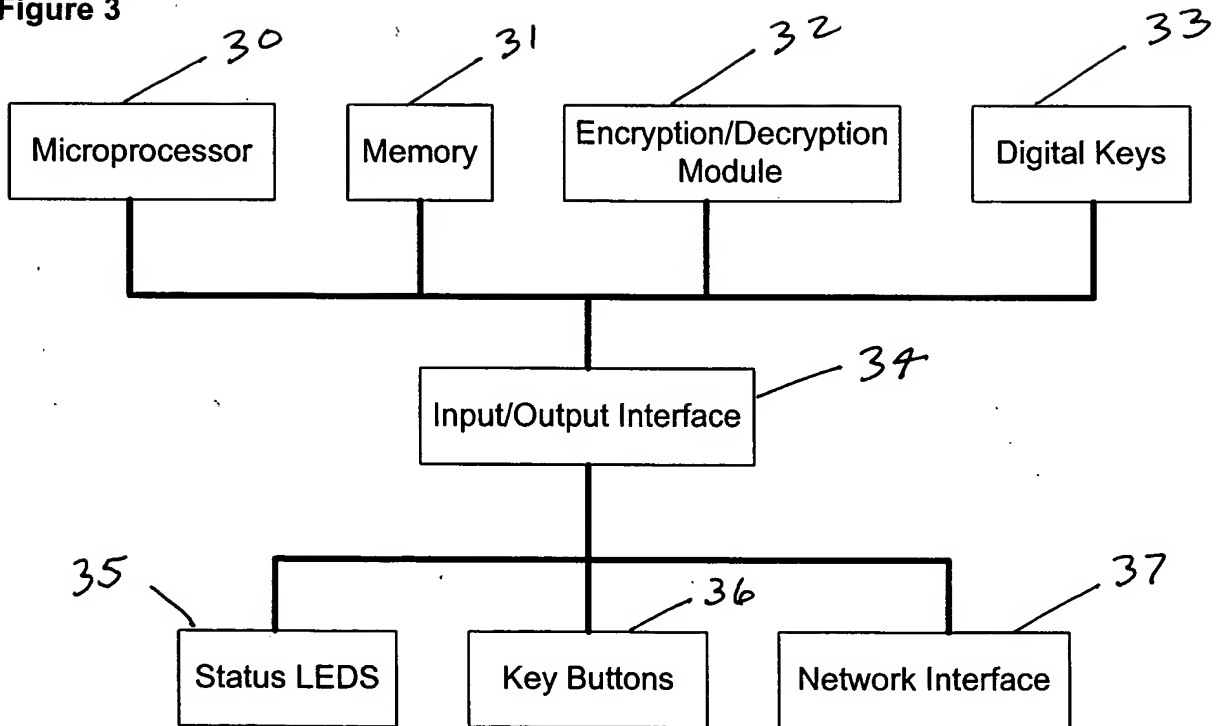 Figure 3
30
31
32
33
Microprocessor
Memory
Encryption/Decryption
Module
Digital Keys
34
Input/Output Interface
35
36
37
Status LEDS
Key Buttons
Network Interface